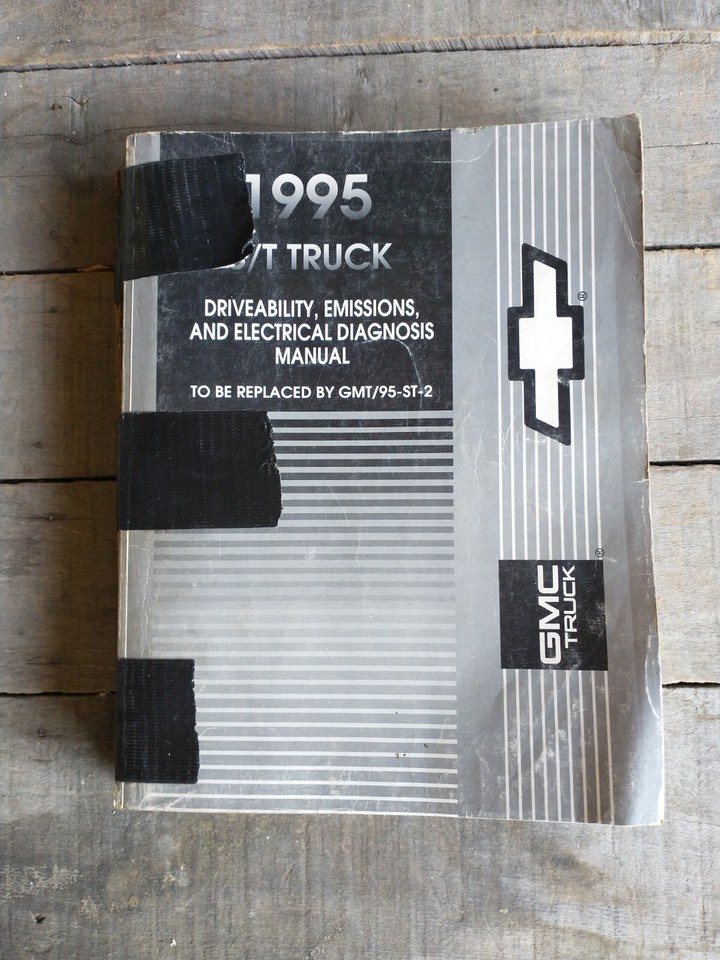 1995
S/T TRUCK
DRIVEABILITY, EMISSIONS,
AND ELECTRICAL DIAGNOSIS
MANUAL
TO BE REPLACED BY GMT/95-ST-2
®
GMC
TRUCK
®